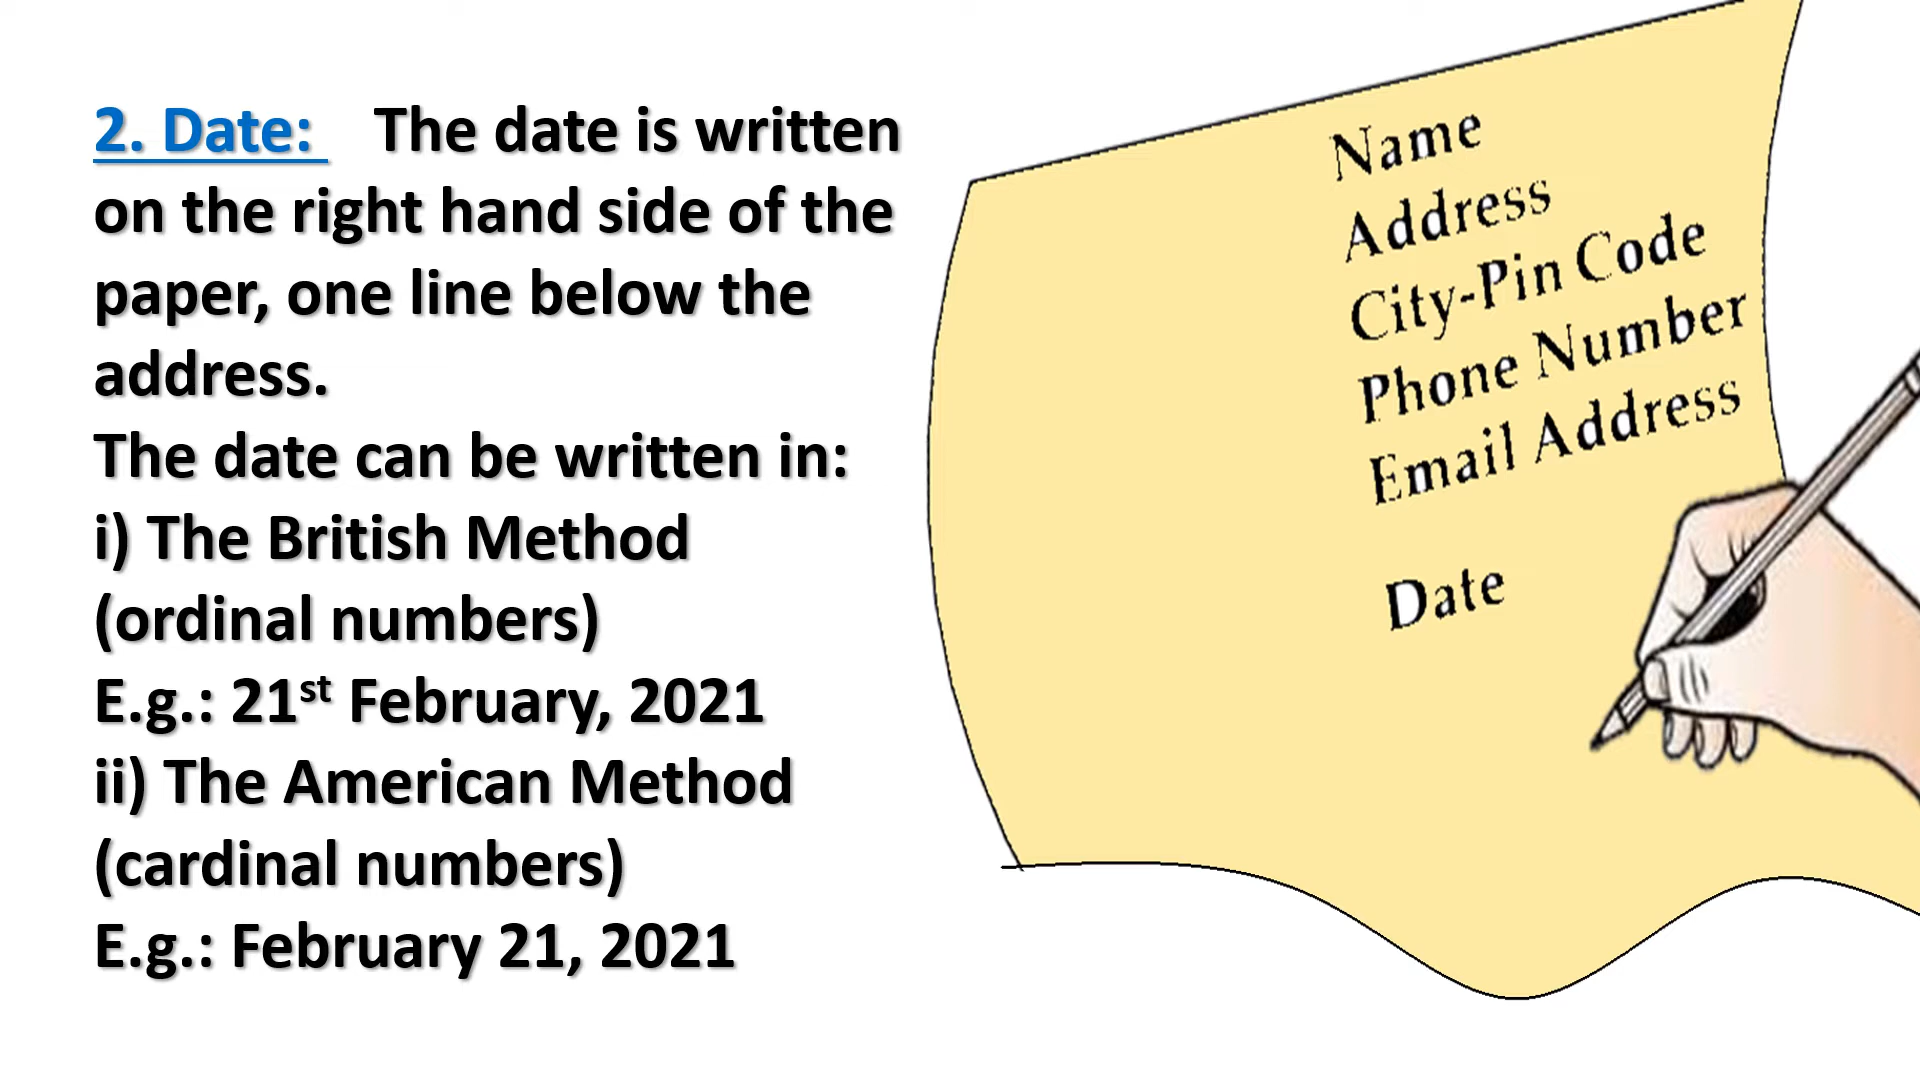 2. Date: The date is written
on the right hand side of the
paper, one line below the
address.
The date can be written in:
i) The British Method
(ordinal numbers)
E.g.: 21st February, 2021
ii) The American Method
(cardinal numbers)
E.g.: February 21, 2021
Name
Address
City-Pin Code
Phone Number
Email Address
Date